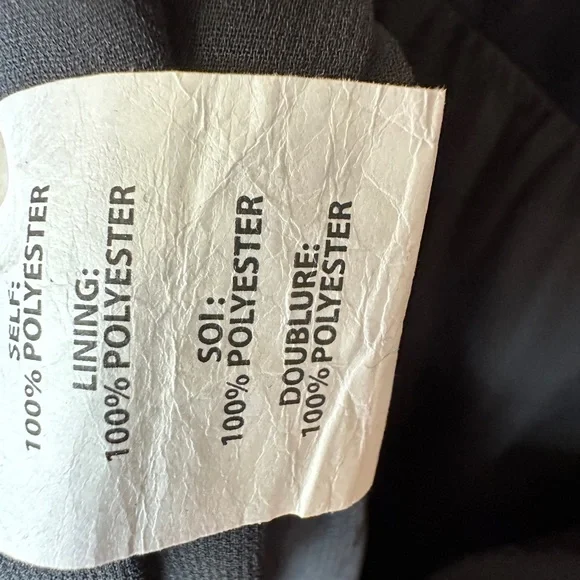 SELF:
100% POLYESTER
LINING:
100% POLYESTER
SOI :
100% POLYESTER
DOUBLURE:
100% POLYESTER